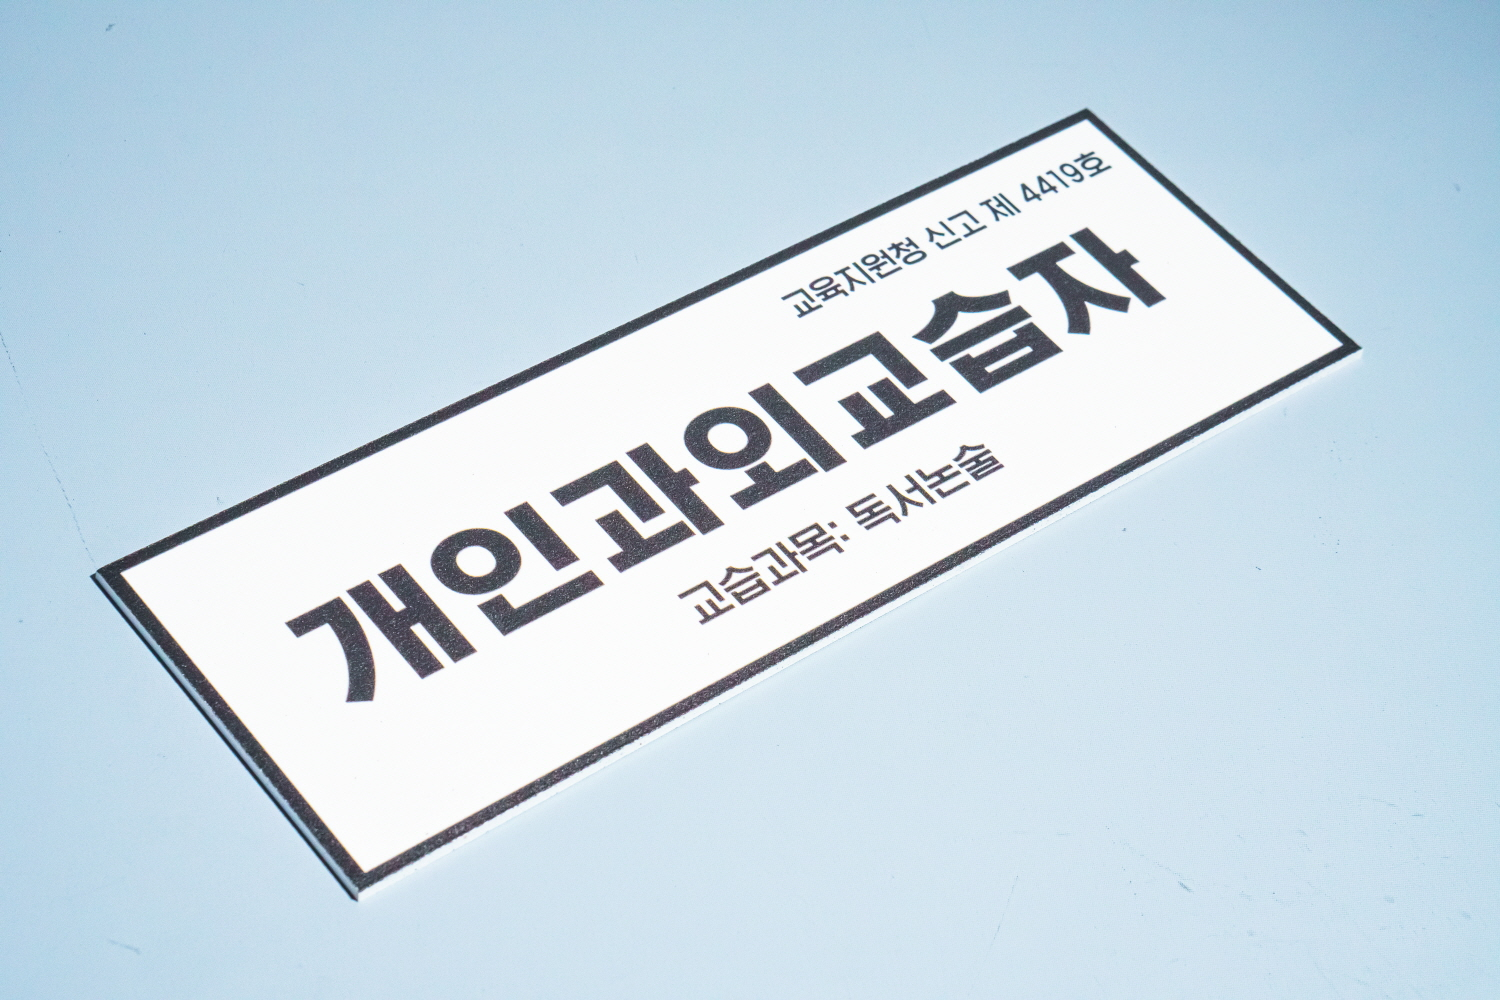 교육지원청 신고 제 4419호
개인과외교습자
교습과목: 독서논술